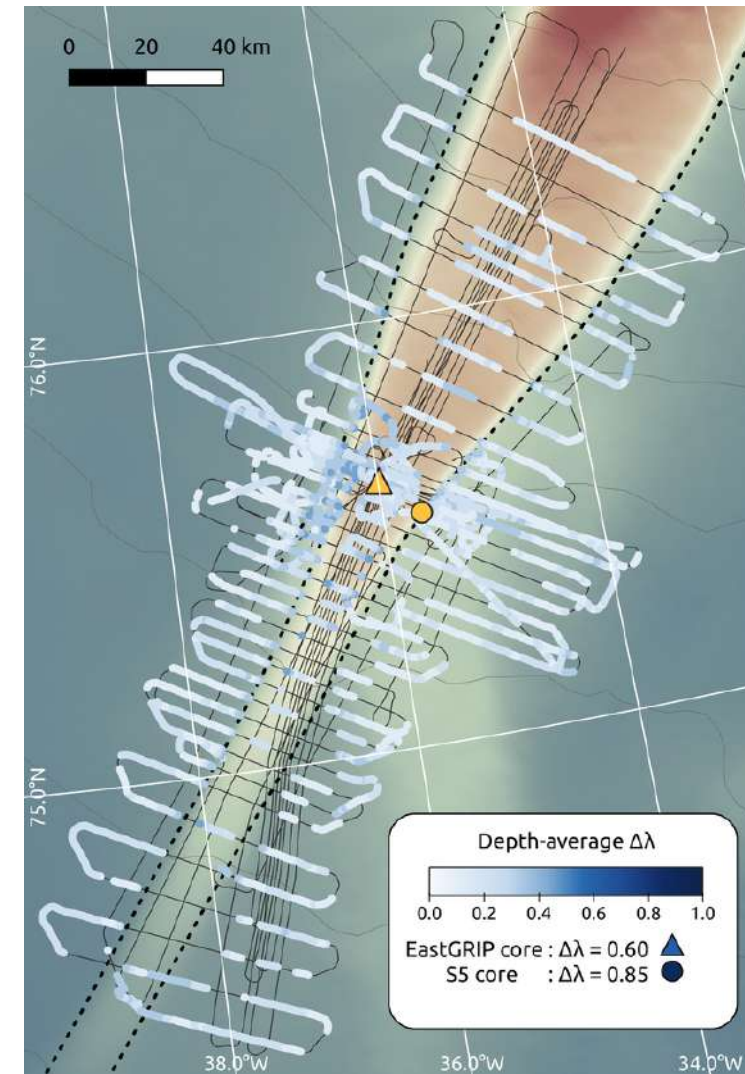 0 20 40 km
76.0°N
75.0°N
Depth-average Δλ
0.0 0.2 0.4 0.6 0.8 1.0
EastGRIP core : Δλ = 0.60
S5 core : Δλ = 0.85
38.0°W 36.0°W 34.0°W